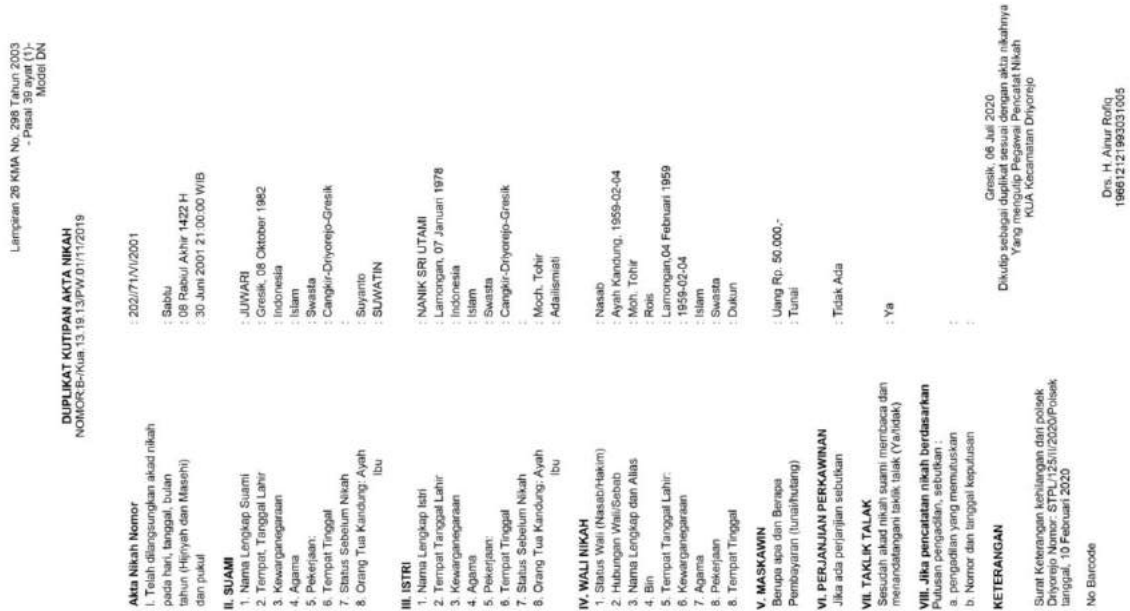 Lampiran 26 KMA No. 298 Tahun 2003
- Pasal 39 ayat (1)-
Model DN
DUPLIKAT KUTIPAN AKTA NIKAH
NOMOR:B-/Kua.13.19.13/PW.01/11/2019
Akta Nikah Nomor : 202/71/VI/2001
I. Telah dilangsungkan akad nikah
pada hari, tanggal, bulan : Sabtu
tahun (Hijriyah dan Masehi) : 08 Rabiul Akhir 1422 H
dan pukul : 30 Juni 2001 21:00:00 WIB
II. SUAMI
1. Nama Lengkap Suami : JUWARI
2. Tempat, Tanggal Lahir : Gresik, 08 Oktober 1982
3. Kewarganegaraan : Indonesia
4. Agama : Islam
5. Pekerjaan: : Swasta
6. Tempat Tinggal : Cangkir-Driyorejo-Gresik
7. Status Sebelum Nikah :
8. Orang Tua Kandung: Ayah : Suyanto
Ibu : SUWATIN
III. ISTRI
1. Nama Lengkap Istri : NANIK SRI UTAMI
2. Tempat Tanggal Lahir : Lamongan, 07 Januari 1978
3. Kewarganegaraan : Indonesia
4. Agama : Islam
5. Pekerjaan: : Swasta
6. Tempat Tinggal : Cangkir-Driyorejo-Gresik
7. Status Sebelum Nikah :
8. Orang Tua Kandung: Ayah : Moch. Tohir
Ibu : Adailismiati
IV. WALI NIKAH
1. Status Wali (Nasab/Hakim) : Nasab
2. Hubungan Wali/Sebab : Ayah Kandung, 1959-02-04
3. Nama Lengkap dan Alias : Moh. Tohir
4. Bin : Rois
5. Tempat Tanggal Lahir: : Lamongan,04 Februari 1959
6. Kewarganegaraan : 1959-02-04
7. Agama : Islam
8. Pekerjaan : Swasta
8. Tempat Tinggal : Dukun
V. MASKAWIN
Berupa apa dan Berapa : Uang Rp. 50.000,-
Pembayaran (tunai/hutang) : Tunai
VI. PERJANJIAN PERKAWINAN
Jika ada perjanjian sebutkan : Tidak Ada
VII. TAKLIK TALAK
Sesudah akad nikah suami membaca dan : Ya
menandatangani taklik talak (Ya/tidak)
VIII. Jika pencatatan nikah berdasarkan
Putusan pengadilan, sebutkan :
a. pengadilan yang memutuskan :
b. Nomor dan tanggal keputusan :
KETERANGAN
Surat Keterangan kehilangan dari polsek
Driyorejo Nomor: STPL/125/II/2020/Polsek
tanggal, 10 Februari 2020
No Barcode
Gresik, 06 Juli 2020
Dikutip sebagai duplikat sesuai dengan akta nikahnya
Yang mengutip Pegawai Pencatat Nikah
KUA Kecamatan Driyorejo
Drs. H. Ainur Rofiq
196612121993031005